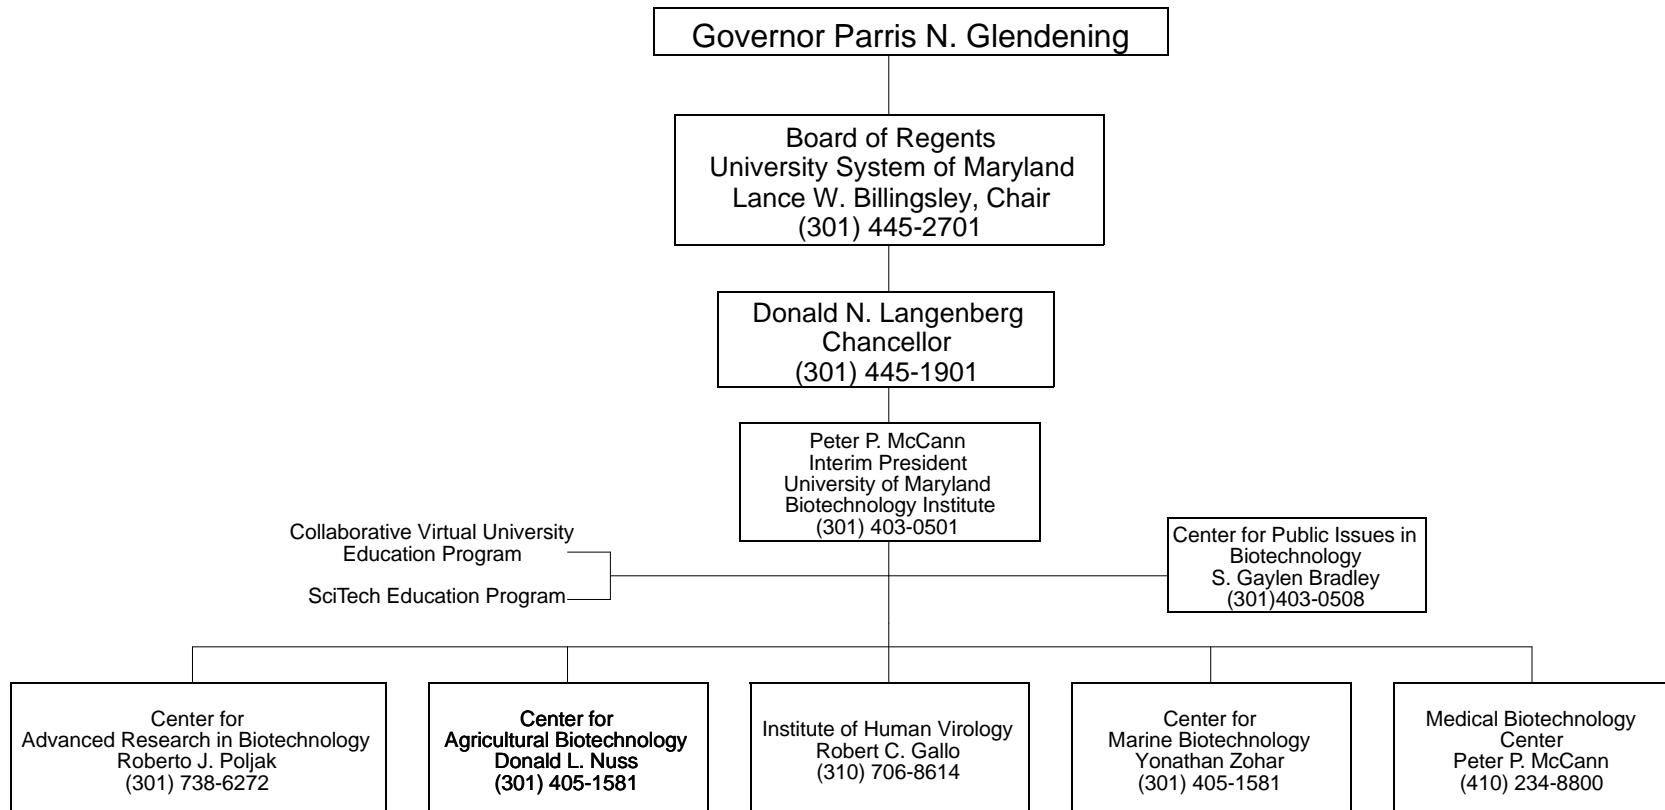 Governor Parris N. Glendening
Board of Regents
University System of Maryland
Lance W. Billingsley, Chair
(301) 445-2701
Donald N. Langenberg
Chancellor
(301) 445-1901
Peter P. McCann
Interim President
University of Maryland
Biotechnology Institute
(301) 403-0501
Collaborative Virtual University
Education Program
SciTech Education Program
Center for Public Issues in
Biotechnology
S. Gaylen Bradley
(301)403-0508
Center for
Advanced Research in Biotechnology
Roberto J. Poljak
(301) 738-6272
Center for
Agricultural Biotechnology
Donald L. Nuss
(301) 405-1581
Institute of Human Virology
Robert C. Gallo
(310) 706-8614
Center for
Marine Biotechnology
Yonathan Zohar
(301) 405-1581
Medical Biotechnology
Center
Peter P. McCann
(410) 234-8800